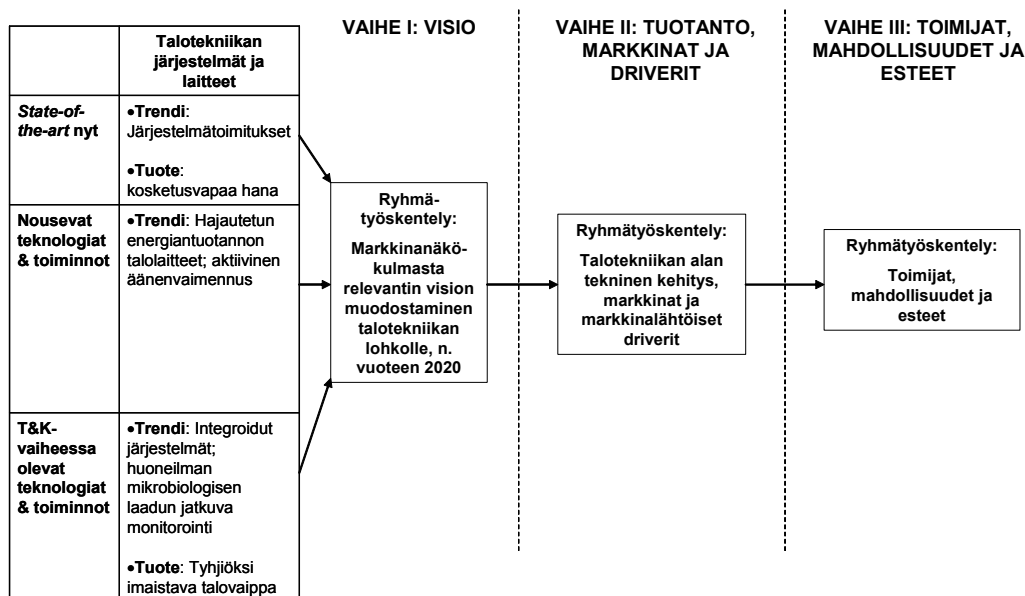 VAIHE I: VISIO
VAIHE II: TUOTANTO,
MARKKINAT JA
DRIVERIT
VAIHE III: TOIMIJAT,
MAHDOLLISUUDET JA
ESTEET
Talotekniikan
järjestelmät ja
laitteet
State-of-
the-art nyt
•Trendi:
Järjestelmätoimitukset
•Tuote:
kosketusvapaa hana
Nousevat
teknologiat
& toiminnot
•Trendi: Hajautetun
energiantuotannon
talolaitteet; aktiivinen
äänenvaimennus
T&K-
vaiheessa
olevat
teknologiat
& toiminnot
•Trendi: Integroidut
järjestelmät;
huoneilman
mikrobiologisen
laadun jatkuva
monitorointi
•Tuote: Tyhjiöksi
imaistava talovaippa
Ryhmä-
työskentely:
Markkinanäkö-
kulmasta
relevantin vision
muodostaminen
talotekniikan
lohkolle, n.
vuoteen 2020
Ryhmätyöskentely:
Talotekniikan alan
tekninen kehitys,
markkinat ja
markkinalähtöiset
driverit
Ryhmätyöskentely:
Toimijat,
mahdollisuudet ja
esteet